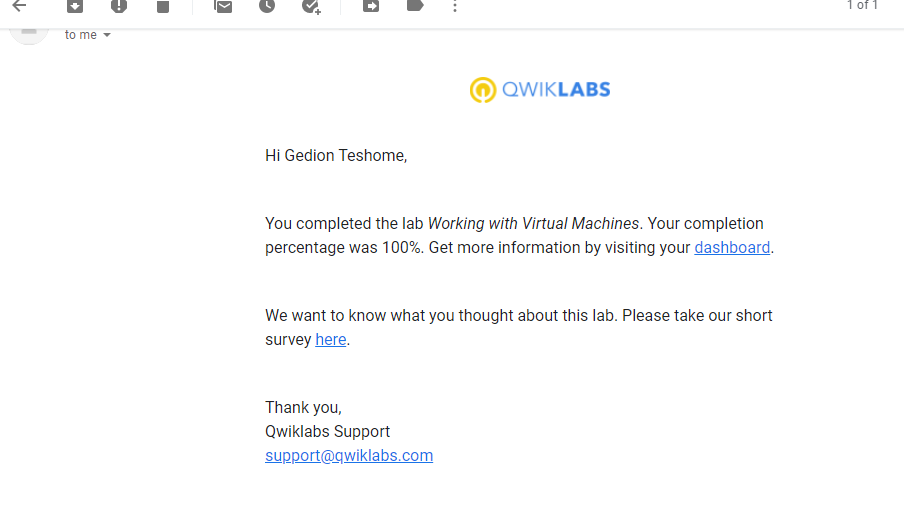 1 of 1
to me
QWIKLABS
Hi Gedion Teshome,
You completed the lab Working with Virtual Machines. Your completion
percentage was 100%. Get more information by visiting your dashboard.
We want to know what you thought about this lab. Please take our short
survey here.
Thank you,
Qwiklabs Support
support@qwiklabs.com